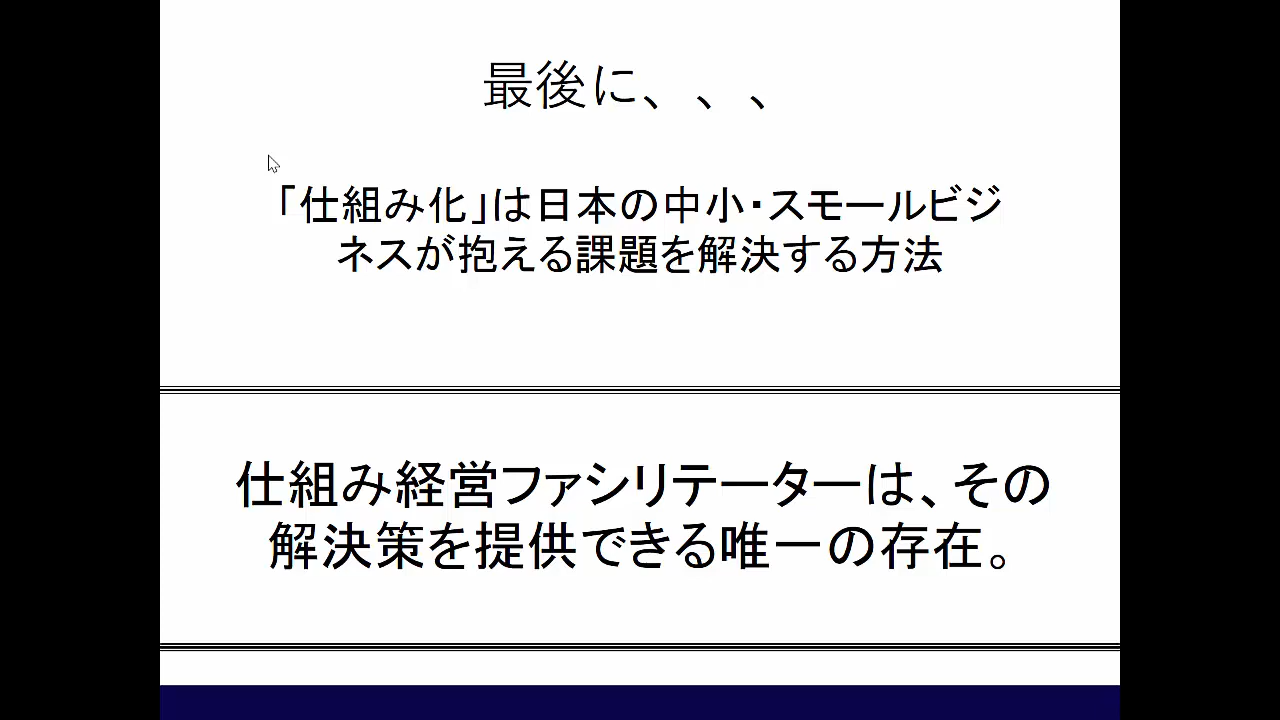 最後に、、、
「仕組み化」は日本の中小・スモールビジ
ネスが抱える課題を解決する方法
仕組み経営ファシリテーターは、その
解決策を提供できる唯一の存在。